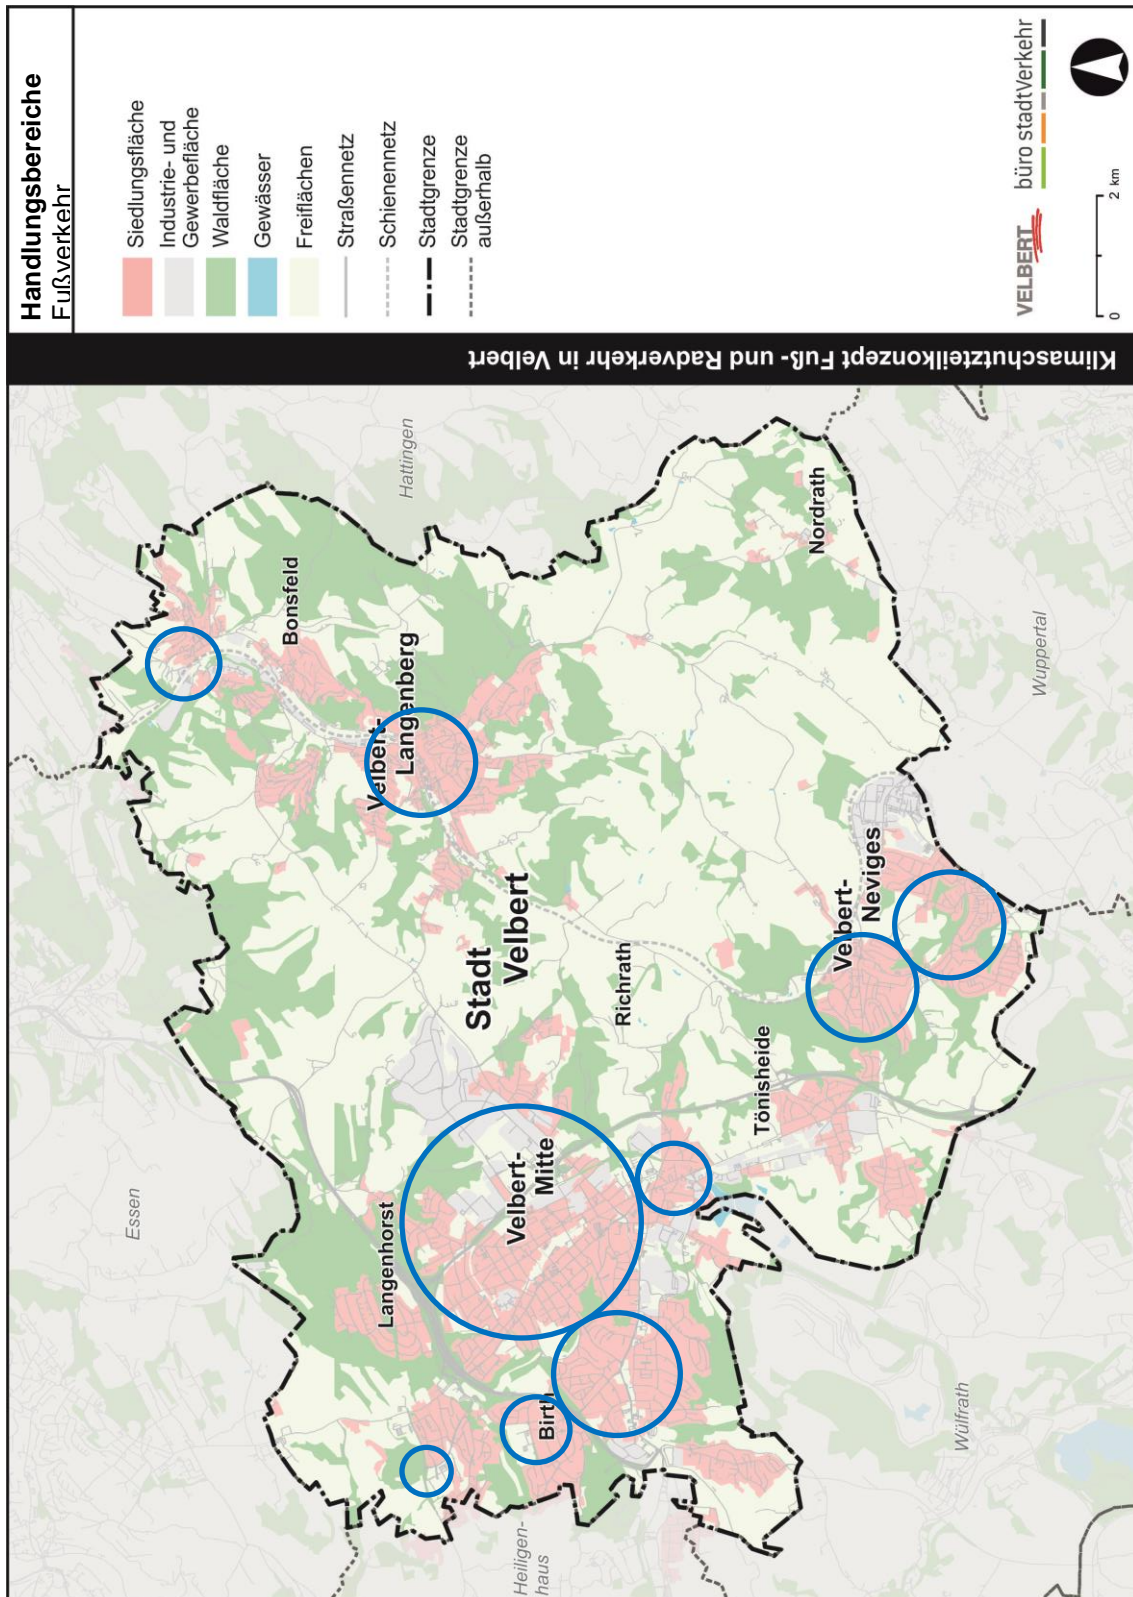 Handlungsbereiche
Fußverkehr
Siedlungsfläche
Industrie- und
Gewerbefläche
Waldfläche
Gewässer
Freiflächen
Straßennetz
Schienennetz
Stadtgrenze
Stadtgrenze
außerhalb
VELBERT
büro stadtVerkehr
0
2 km
Klimaschutzteilkonzept Fuß- und Radverkehr in Velbert
Hattingen
Bonsfeld
Velbert-
Langenberg
Nordrath
Wuppertal
Stadt
Velbert
Richrath
Velbert-
Neviges
Tönisheide
Essen
Langenhorst
Velbert-
Mitte
Birth
Heiligen-
haus
Wülfrath